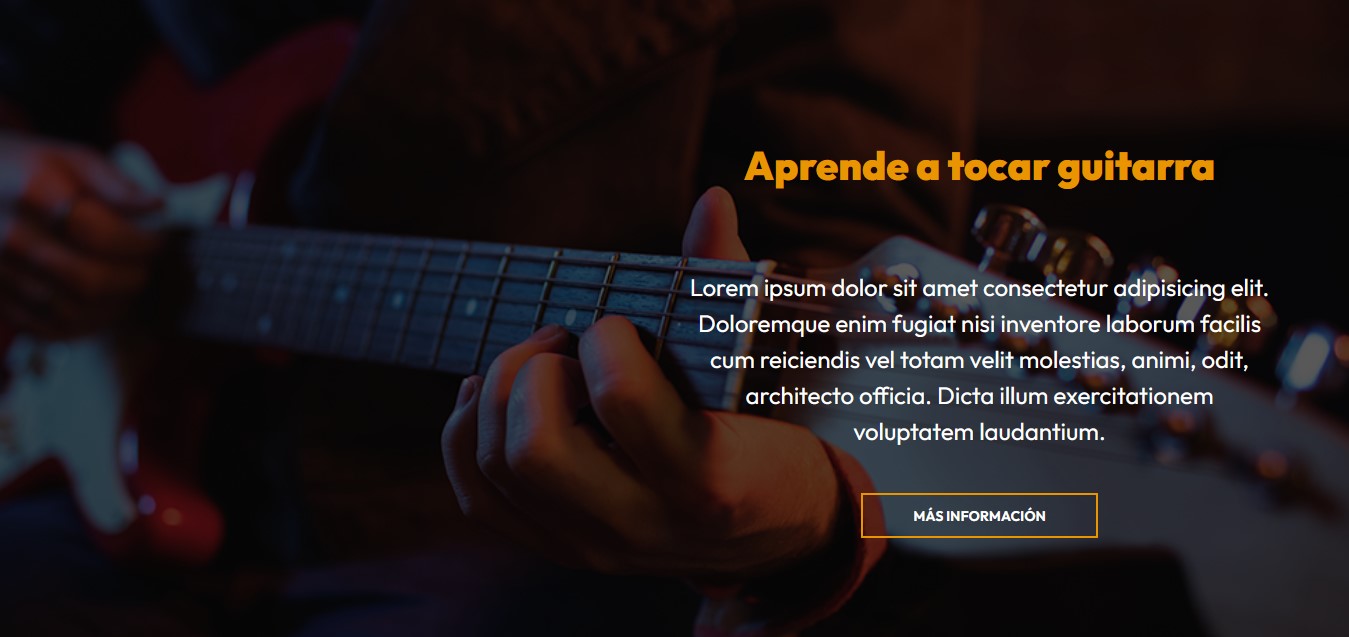 Aprende a tocar guitarra
Lorem ipsum dolor sit amet consectetur adipisicing elit.
Doloremque enim fugiat nisi inventore laborum facilis
cum reiciendis vel totam velit molestias, animi, odit,
architecto officia. Dicta illum exercitationem
voluptatem laudantium.
MÁS INFORMACIÓN